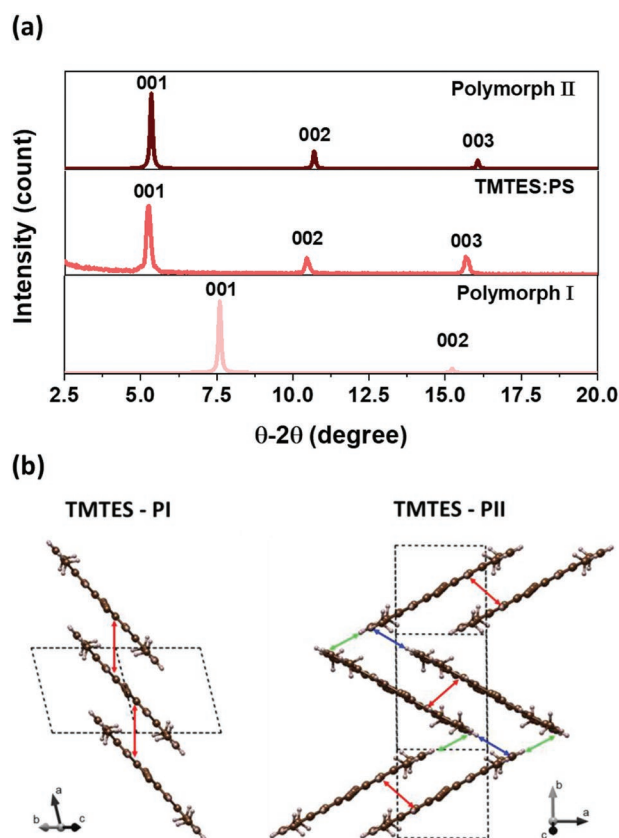 (a)
001
Polymorph II
002
003
001
TMTES:PS
002
003
001
Polymorph I
002
Intensity (count)
2.5 5.0 7.5 10.0 12.5 15.0 17.5 20.0
θ-2θ (degree)
(b)
TMTES - PI
TMTES - PII
a
b
c
b
a
c